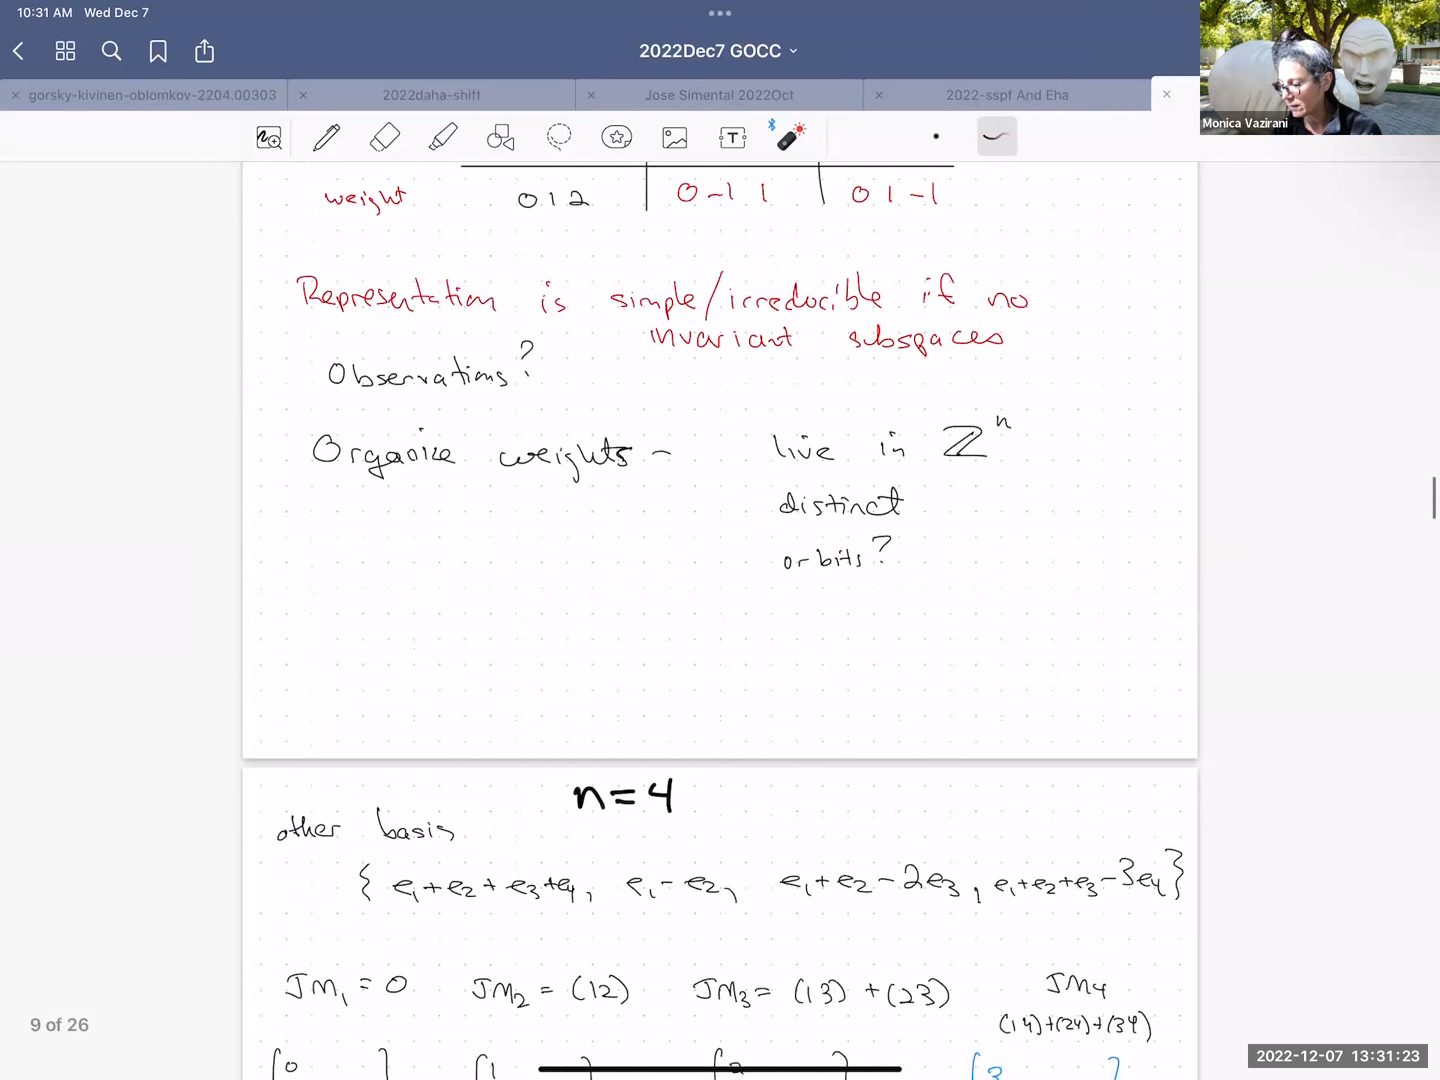 10:31 AM Wed Dec 7
2022Dec7 GOCC
gorsky-kivinen-oblomkov-2204.00303
2022daha-shift
Jose Simental 2022Oct
2022-sspf And Eha
Monica Vazirani
weight 0 1 2 0 -1 1 0 1 -1
Representation is simple/irreducible if no
invariant subspaces
Observations?
Organize weights - live in ℤⁿ
distinct
orbits?
n=4
other basis
{ e₁+e₂+e₃+e₄, e₁-e₂, e₁+e₂-2e₃, e₁+e₂+e₃-3e₄}
JM₁ = 0 JM₂ = (12) JM₃ = (13)+(23) JM₄
(14)+(24)+(34)
9 of 26
2022-12-07 13:31:23